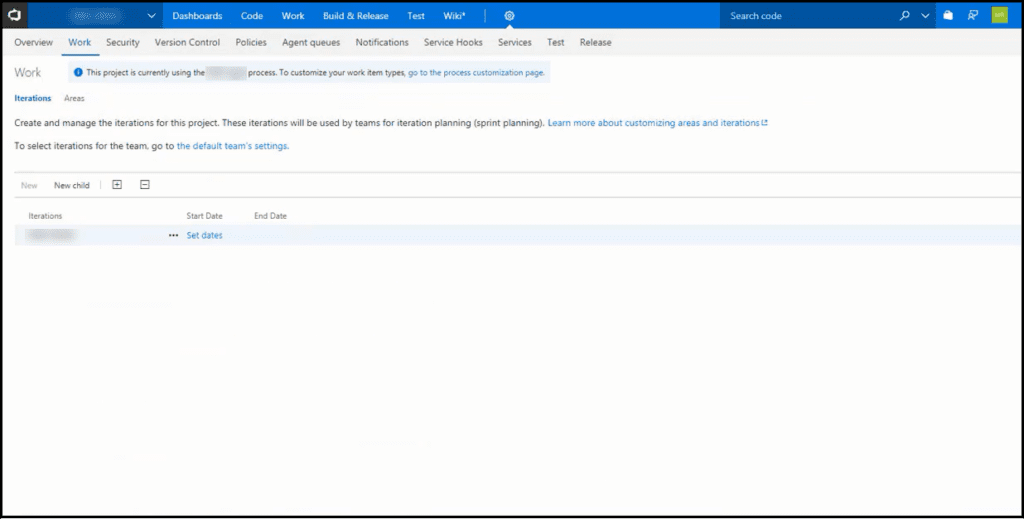 Dashboards Code Work Build & Release Test Wiki* Search code
Overview Work Security Version Control Policies Agent queues Notifications Service Hooks Services Test Release
Work This project is currently using the process. To customize your work item types, go to the process customization page.
Iterations Areas
Create and manage the iterations for this project. These iterations will be used by teams for iteration planning (sprint planning). Learn more about customizing areas and iterations
To select iterations for the team, go to the default team's settings.
New New child
Iterations Start Date End Date
••• Set dates